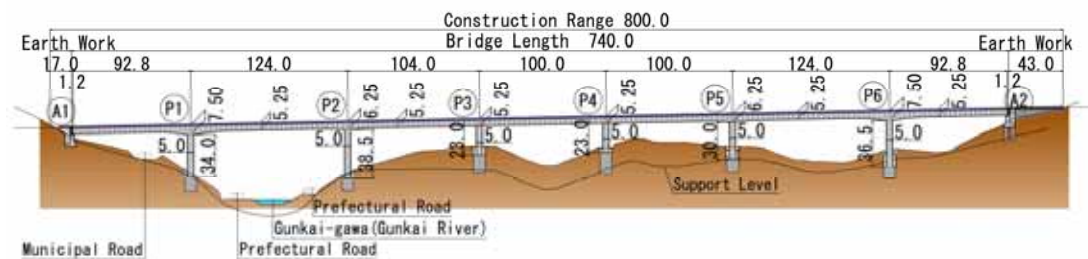 Construction Range 800.0
Earth Work Bridge Length 740.0 Earth Work
17.0 92.8 124.0 104.0 100.0 100.0 124.0 92.8 43.0
1.2 1.2
A1 P1 P2 P3 P4 P5 P6 A2
7.50 5.25 6.25 5.25 5.25 5.25 6.25 5.25 7.50 5.25
5.0 5.0 5.0 5.0 5.0 5.0
34.0 38.5 23.0 23.0 30.0 36.5
Support Level
Prefectural Road
Gunkai-gawa(Gunkai River)
Municipal Road Prefectural Road